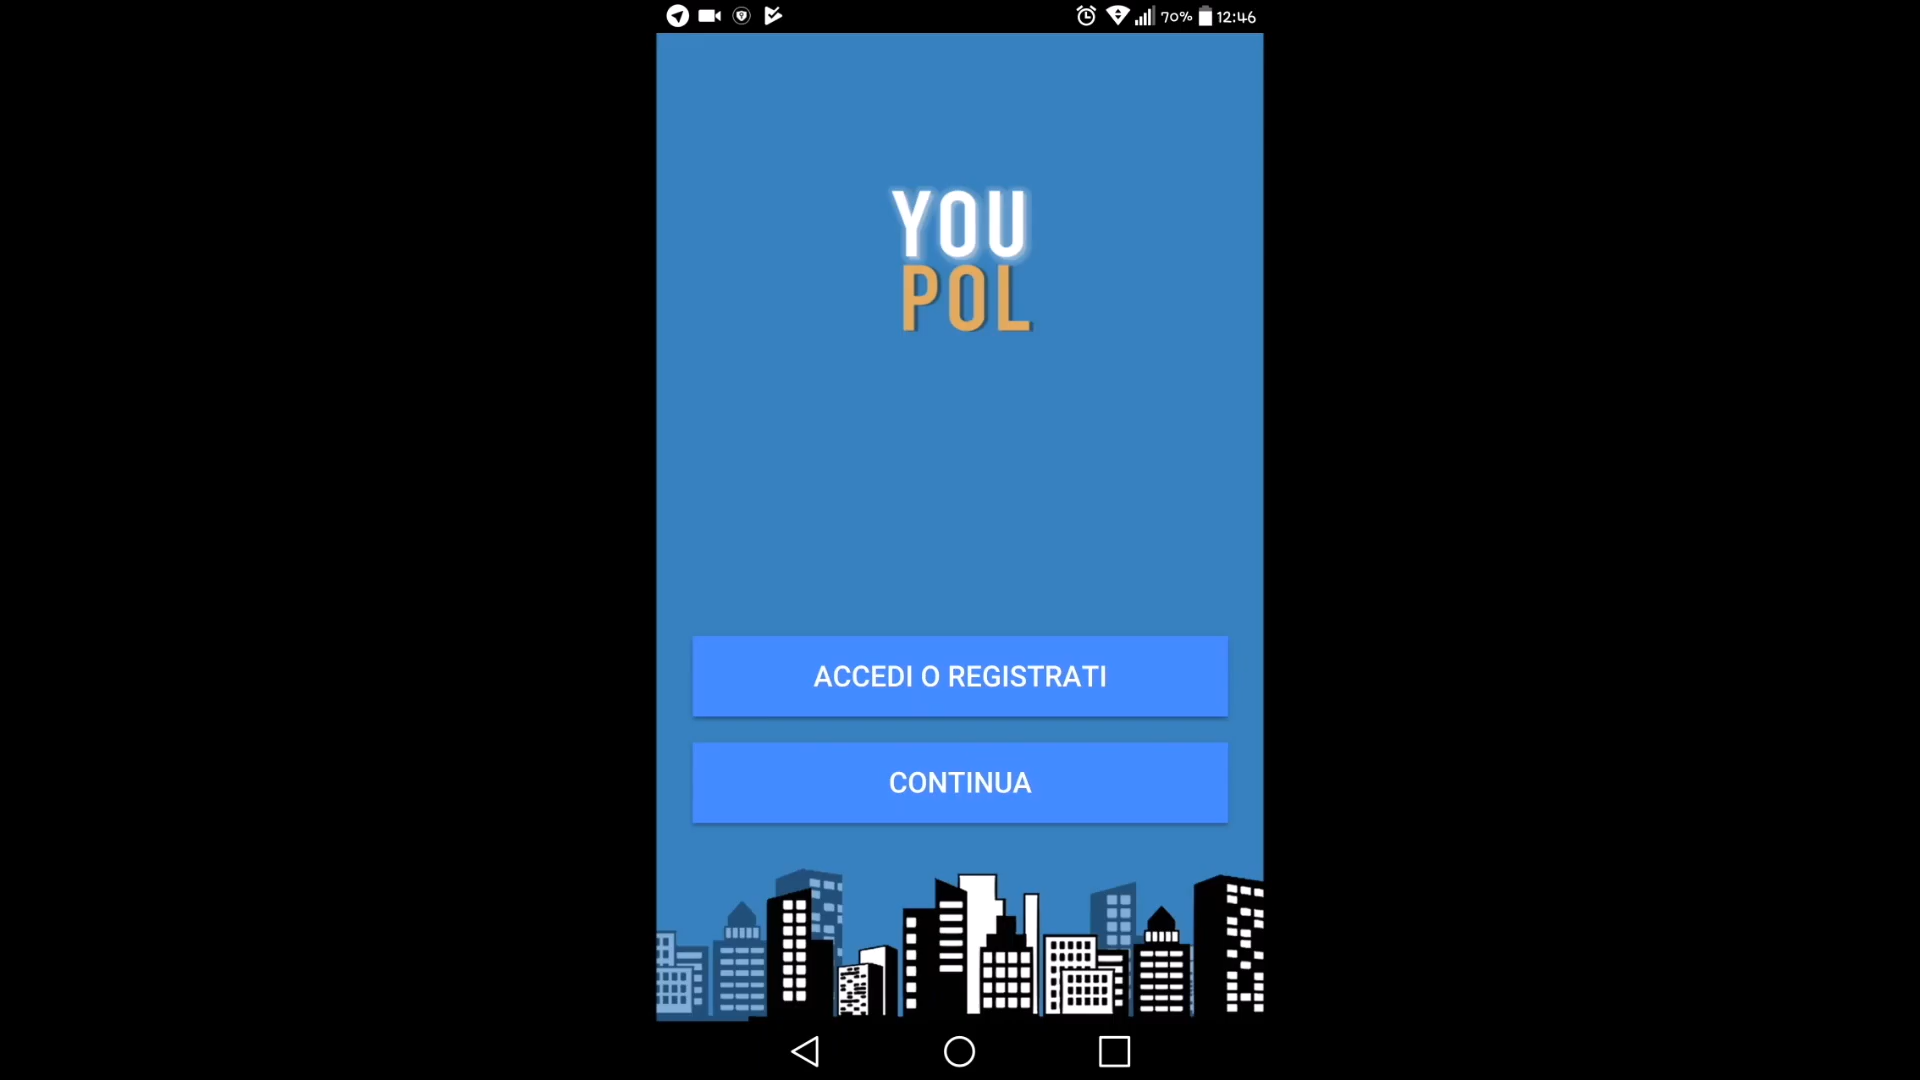 70% 12:46
YOU
POL
ACCEDI O REGISTRATI
CONTINUA